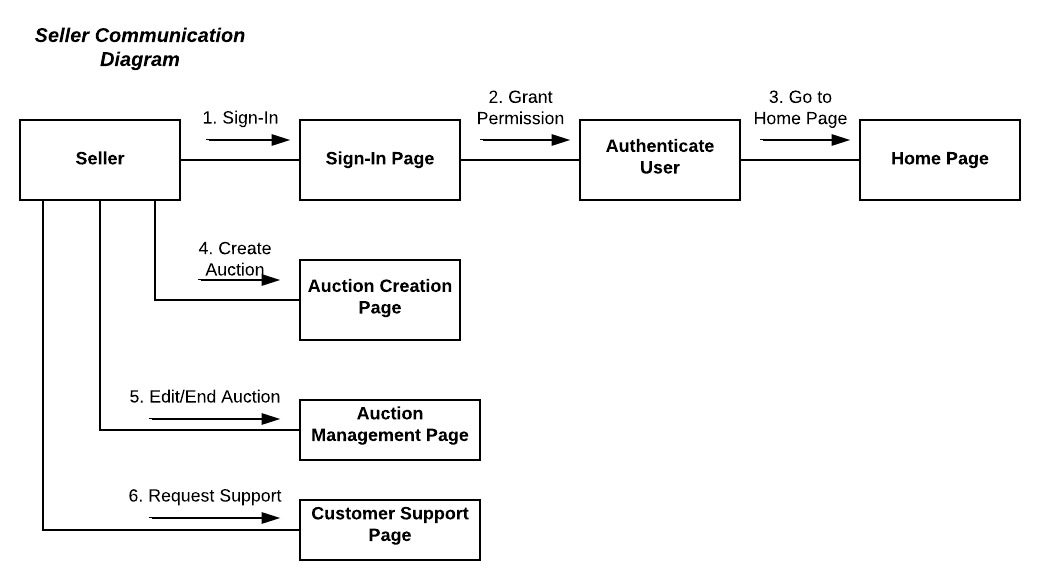 Seller Communication
Diagram
1. Sign-In
2. Grant
Permission
3. Go to
Home Page
Seller
Sign-In Page
Authenticate
User
Home Page
4. Create
Auction
Auction Creation
Page
5. Edit/End Auction
Auction
Management Page
6. Request Support
Customer Support
Page